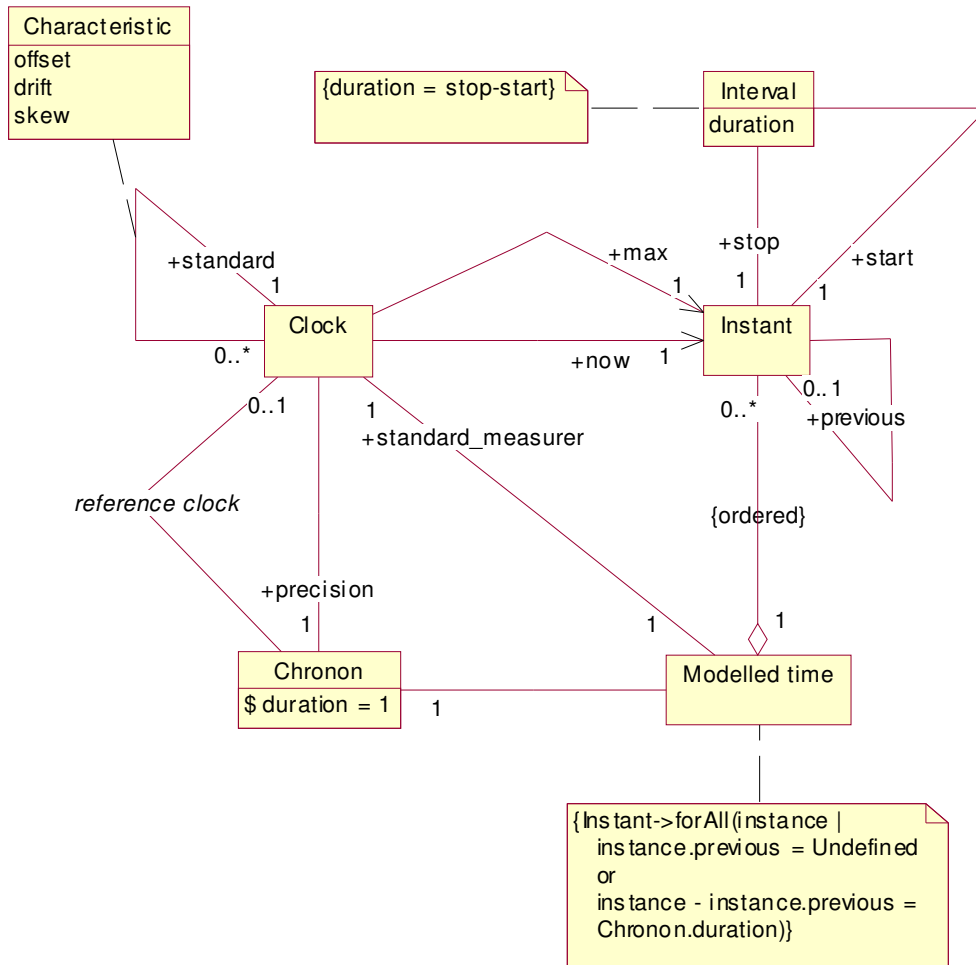 Characteristic
offset
drift
skew
{duration = stop-start}
Interval
duration
+standard
1
+max
1
+stop
1
+start
1
Clock
Instant
0..*
+now
1
0..1
0..1
1
0..*
+previous
+standard_measurer
reference clock
{ordered}
+precision
1
1
1
Chronon
$ duration = 1
1
Modelled time
{Instant->forAll(instance |
instance.previous = Undefined
or
instance - instance.previous =
Chronon.duration)}